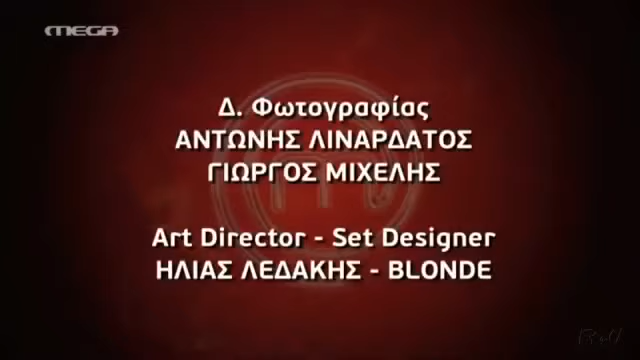 MEGA
Δ. Φωτογραφίας
ΑΝΤΩΝΗΣ ΛΙΝΑΡΔΑΤΟΣ
ΓΙΩΡΓΟΣ ΜΙΧΕΛΗΣ
Art Director - Set Designer
ΗΛΙΑΣ ΛΕΔΑΚΗΣ - BLONDE